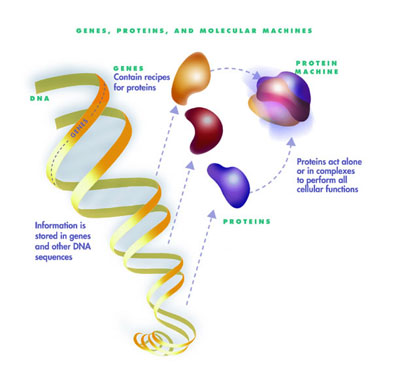 GENES, PROTEINS, AND MOLECULAR MACHINES
GENES
Contain recipes
for proteins
PROTEIN
MACHINE
DNA
GENES
Proteins act alone
or in complexes
to perform all
cellular functions
Information is
stored in genes
and other DNA
sequences
PROTEINS